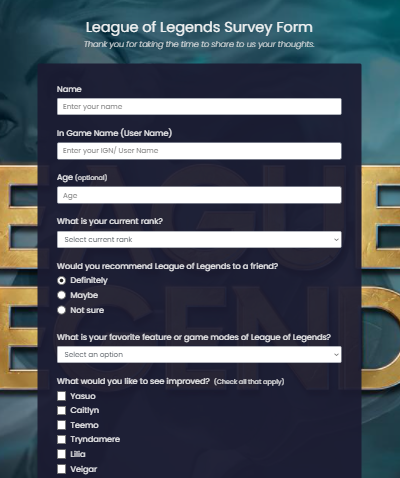 League of Legends Survey Form
Thank you for taking the time to share to us your thoughts.
Name
Enter your name
In Game Name (User Name)
Enter your IGN/ User Name
Age (optional)
Age
What is your current rank?
Select current rank
Would you recommend League of Legends to a friend?
Definitely
Maybe
Not sure
What is your favorite feature or game modes of League of Legends?
Select an option
What would you like to see improved? (Check all that apply)
Yasuo
Caitlyn
Teemo
Tryndamere
Lilia
Veigar
LEAGUE
LEGENDS